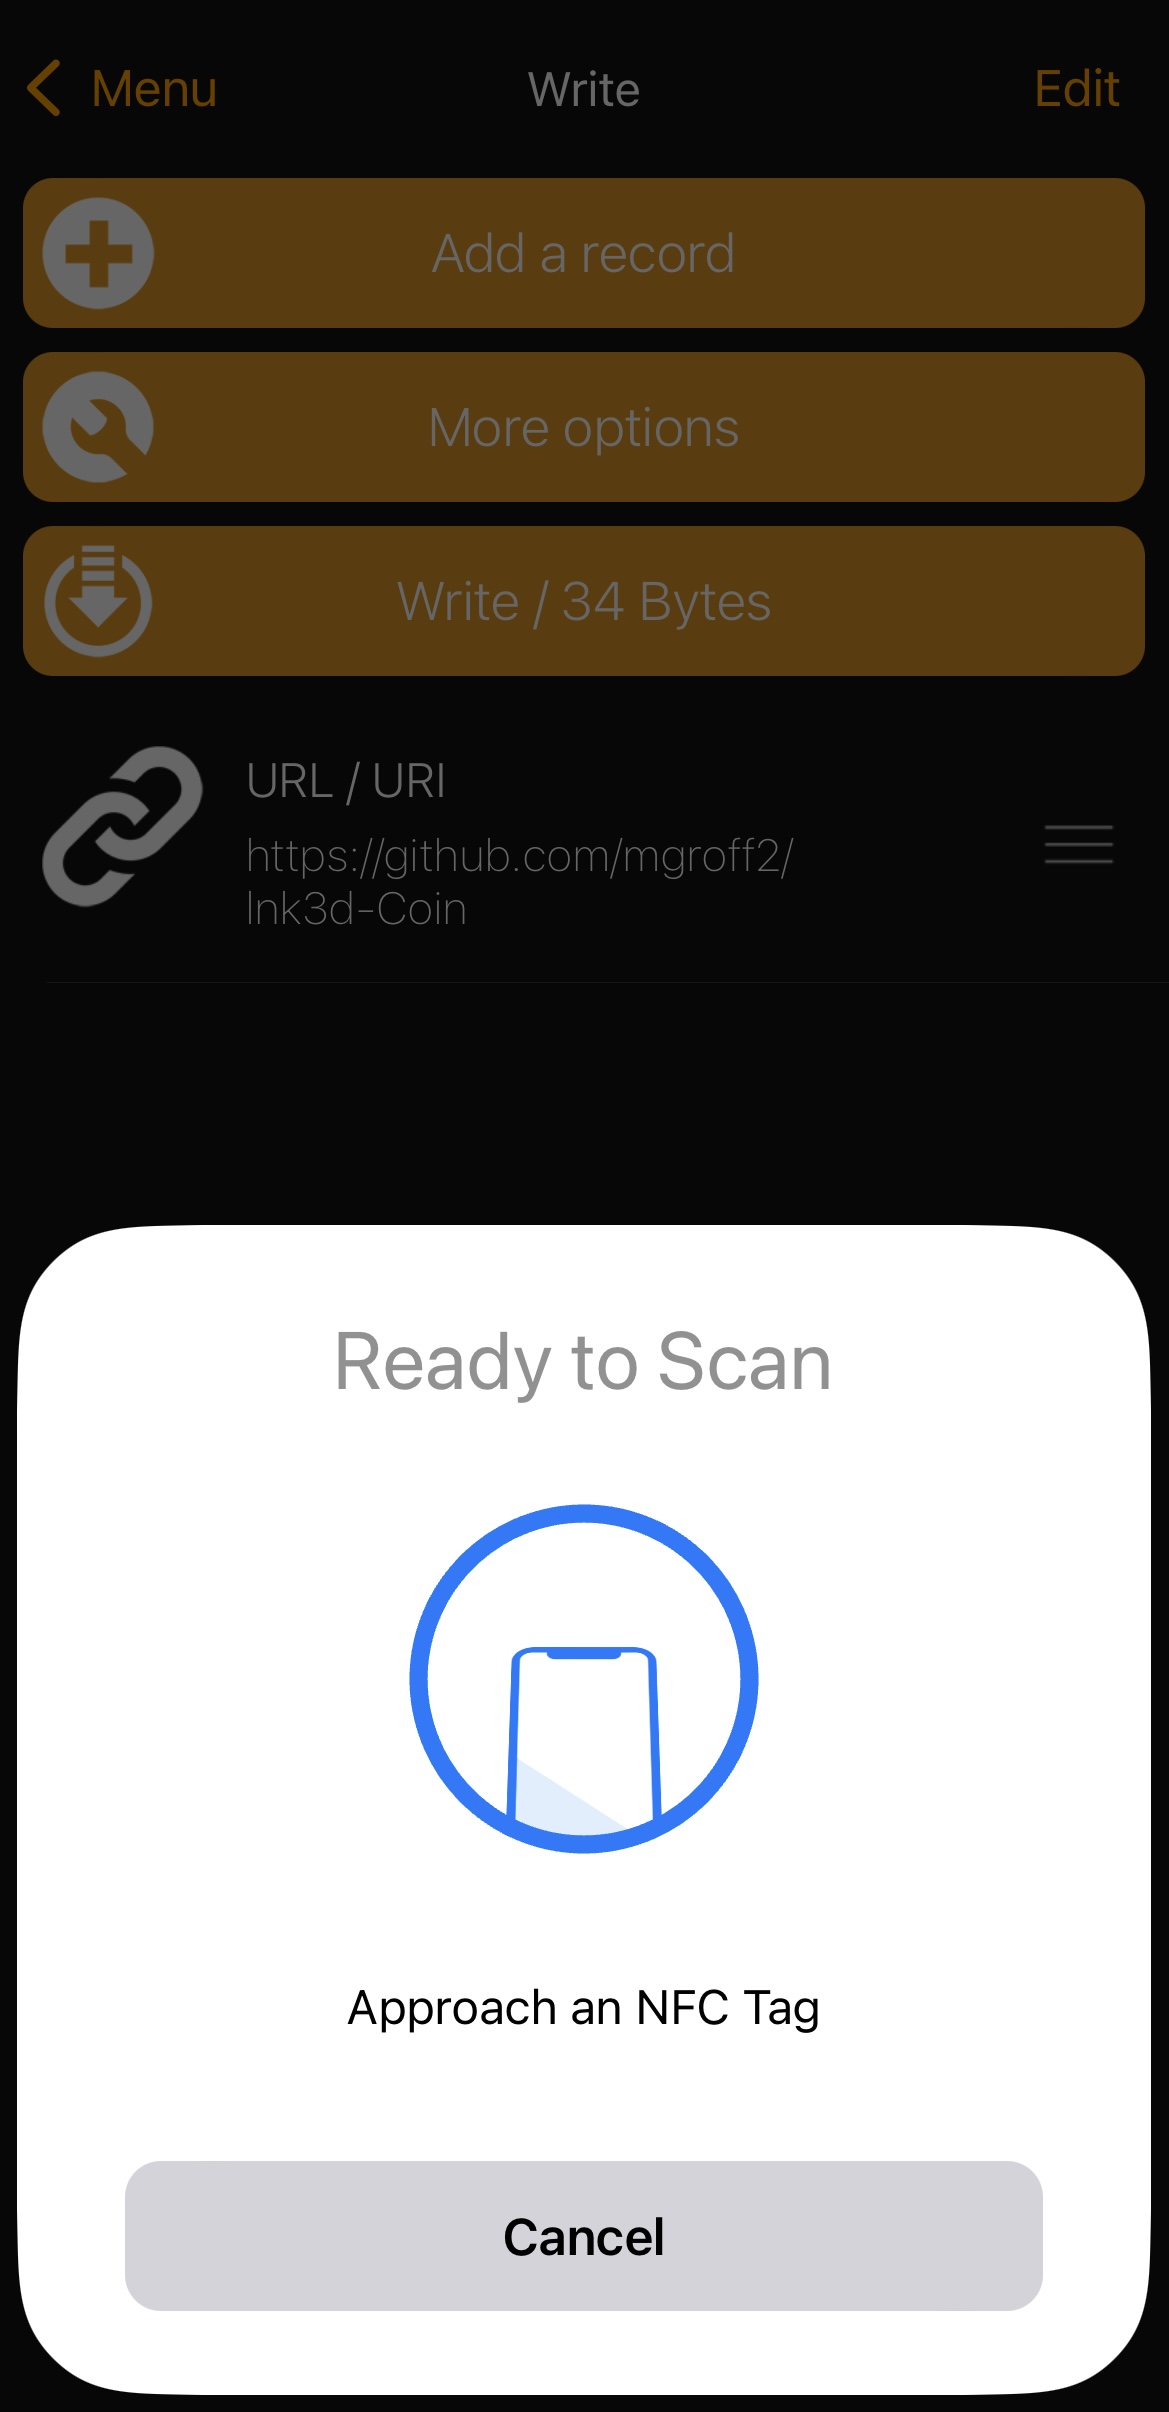 Menu
Write
Edit
Add a record
More options
Write / 34 Bytes
URL / URI
https://github.com/mgroff2/
lnk3d-Coin
Ready to Scan
Approach an NFC Tag
Cancel